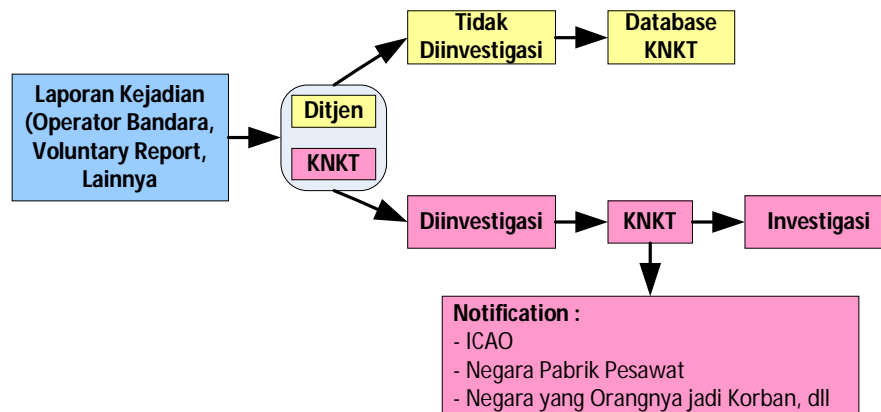 Tidak
Diinvestigasi
Database
KNKT
Laporan Kejadian
(Operator Bandara,
Voluntary Report,
Lainnya
Ditjen
KNKT
Diinvestigasi
KNKT
Investigasi
Notification :
- ICAO
- Negara Pabrik Pesawat
- Negara yang Orangnya jadi Korban, dll